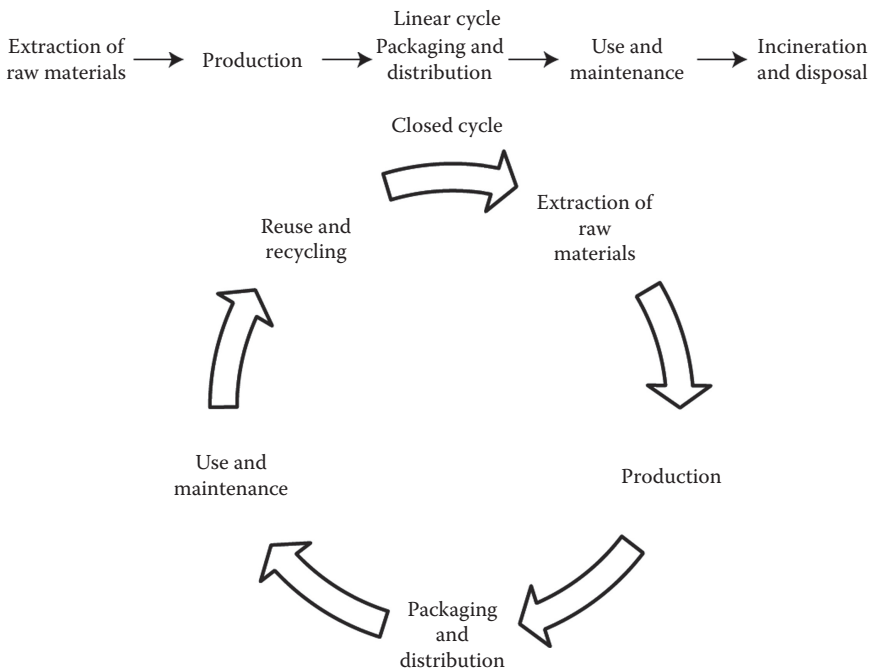 Linear cycle
Extraction of
raw materials
Production
Packaging and
distribution
Use and
maintenance
Incineration
and disposal
Closed cycle
Extraction of
raw
materials
Production
Packaging
and
distribution
Use and
maintenance
Reuse and
recycling